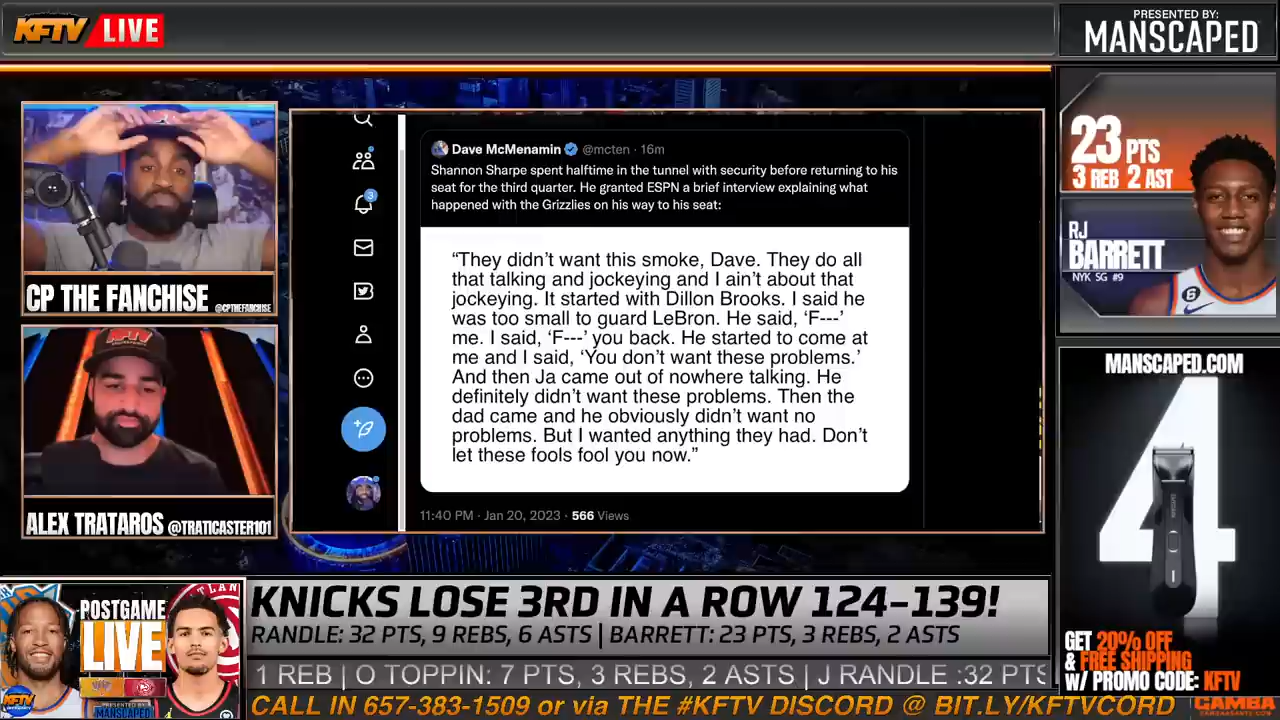 KFTV LIVE
PRESENTED BY:
MANSCAPED
CP THE FANCHISE @CPTHEFANCHISE
ALEX TRATAROS @TRATICASTER101
3
Dave McMenamin @mcten · 16m
Shannon Sharpe spent halftime in the tunnel with security before returning to his
seat for the third quarter. He granted ESPN a brief interview explaining what
happened with the Grizzlies on his way to his seat:
“They didn’t want this smoke, Dave. They do all
that talking and jockeying and I ain’t about that
jockeying. It started with Dillon Brooks. I said he
was too small to guard LeBron. He said, ‘F---’
me. I said, ‘F---’ you back. He started to come at
me and I said, ‘You don’t want these problems.’
And then Ja came out of nowhere talking. He
definitely didn’t want these problems. Then the
dad came and he obviously didn’t want no
problems. But I wanted anything they had. Don’t
let these fools fool you now.”
11:40 PM · Jan 20, 2023 · 566 Views
23 PTS
3 REB 2 AST
RJ
BARRETT
NYK SG #9
6
MANSCAPED.COM
4
GET 20% OFF
& FREE SHIPPING
W/ PROMO CODE: KFTV
GAMBA
POSTGAME
LIVE
PRESENTED BY
MANSCAPED
KFTV
KNICKS LOSE 3RD IN A ROW 124-139!
RANDLE: 32 PTS, 9 REBS, 6 ASTS | BARRETT: 23 PTS, 3 REBS, 2 ASTS
1 REB | O TOPPIN: 7 PTS, 3 REBS, 2 ASTS J RANDLE :32 PTS
CALL IN 657-383-1509 or via THE #KFTV DISCORD @ BIT.LY/KFTVCORD